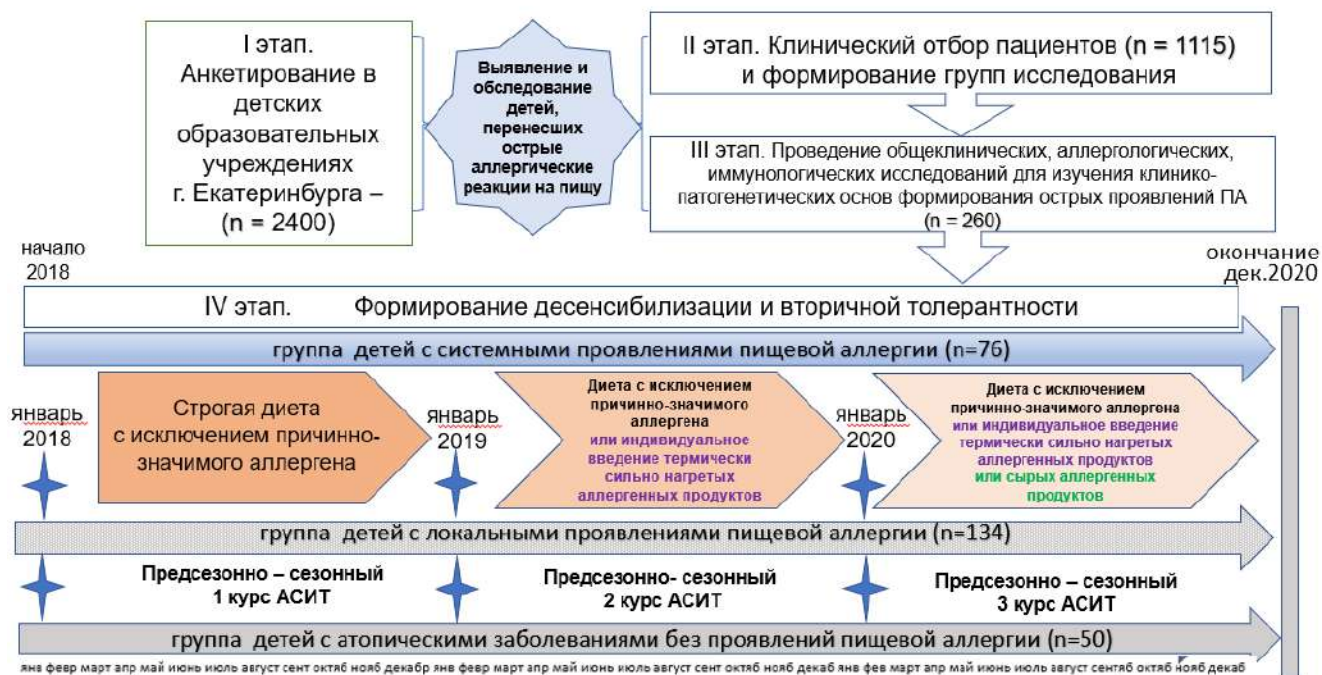 I этап.
Анкетирование в
детских
образовательных
учреждениях
г. Екатеринбурга –
(n = 2400)
Выявление и
обследование
детей,
перенесших
острые
аллергические
реакции на
пищу
II этап. Клинический отбор пациентов (n = 1115)
и формирование групп исследования
III этап. Проведение общеклинических, аллергологических,
иммунологических исследований для изучения клинико-
патогенетических основ формирования острых проявлений ПА
(n = 260)
начало
2018
окончание
дек.2020
IV этап. Формирование десенсибилизации и вторичной толерантности
группа детей с системными проявлениями пищевой аллергии (n=76)
январь
2018
Строгая диета
с исключением причинно-
значимого аллергена
январь
2019
Диета с исключением
причинно-значимого
аллергена
или индивидуальное
введение термически
сильно нагретых
аллергенных продуктов
январь
2020
Диета с исключением
причинно-значимого аллергена
или индивидуальное введение
термически сильно нагретых
аллергенных продуктов
или сырых аллергенных
продуктов
группа детей с локальными проявлениями пищевой аллергии (n=134)
Предсезонно – сезонный
1 курс АСИТ
Предсезонно- сезонный
2 курс АСИТ
Предсезонно – сезонный
3 курс АСИТ
группа детей с атопическими заболеваниями без проявлений пищевой аллергии (n=50)
янв февр март апр май июнь июль август сент октяб нояб декабр янв февр март апр май июнь июль август сент октяб нояб декаб янв фев март апр май июнь июль август сентяб октяб нояб декаб